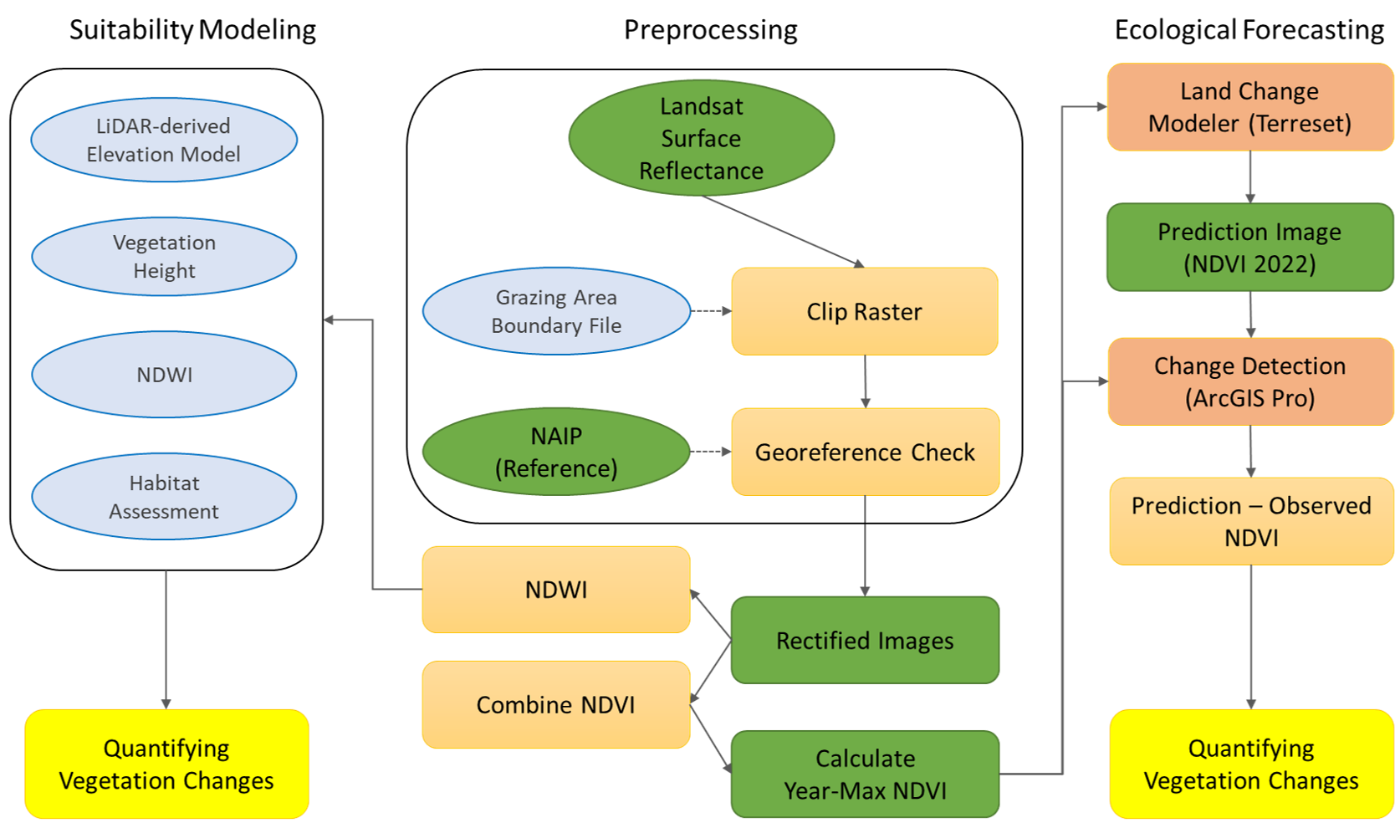 Suitability Modeling
LiDAR-derived
Elevation Model
Vegetation
Height
NDWI
Habitat
Assessment
Quantifying
Vegetation Changes
Preprocessing
Landsat
Surface
Reflectance
Grazing Area
Boundary File
Clip Raster
NAIP
(Reference)
Georeference Check
NDWI
Rectified Images
Combine NDVI
Calculate
Year-Max NDVI
Ecological Forecasting
Land Change
Modeler (Terreset)
Prediction Image
(NDVI 2022)
Change Detection
(ArcGIS Pro)
Prediction – Observed
NDVI
Quantifying
Vegetation Changes